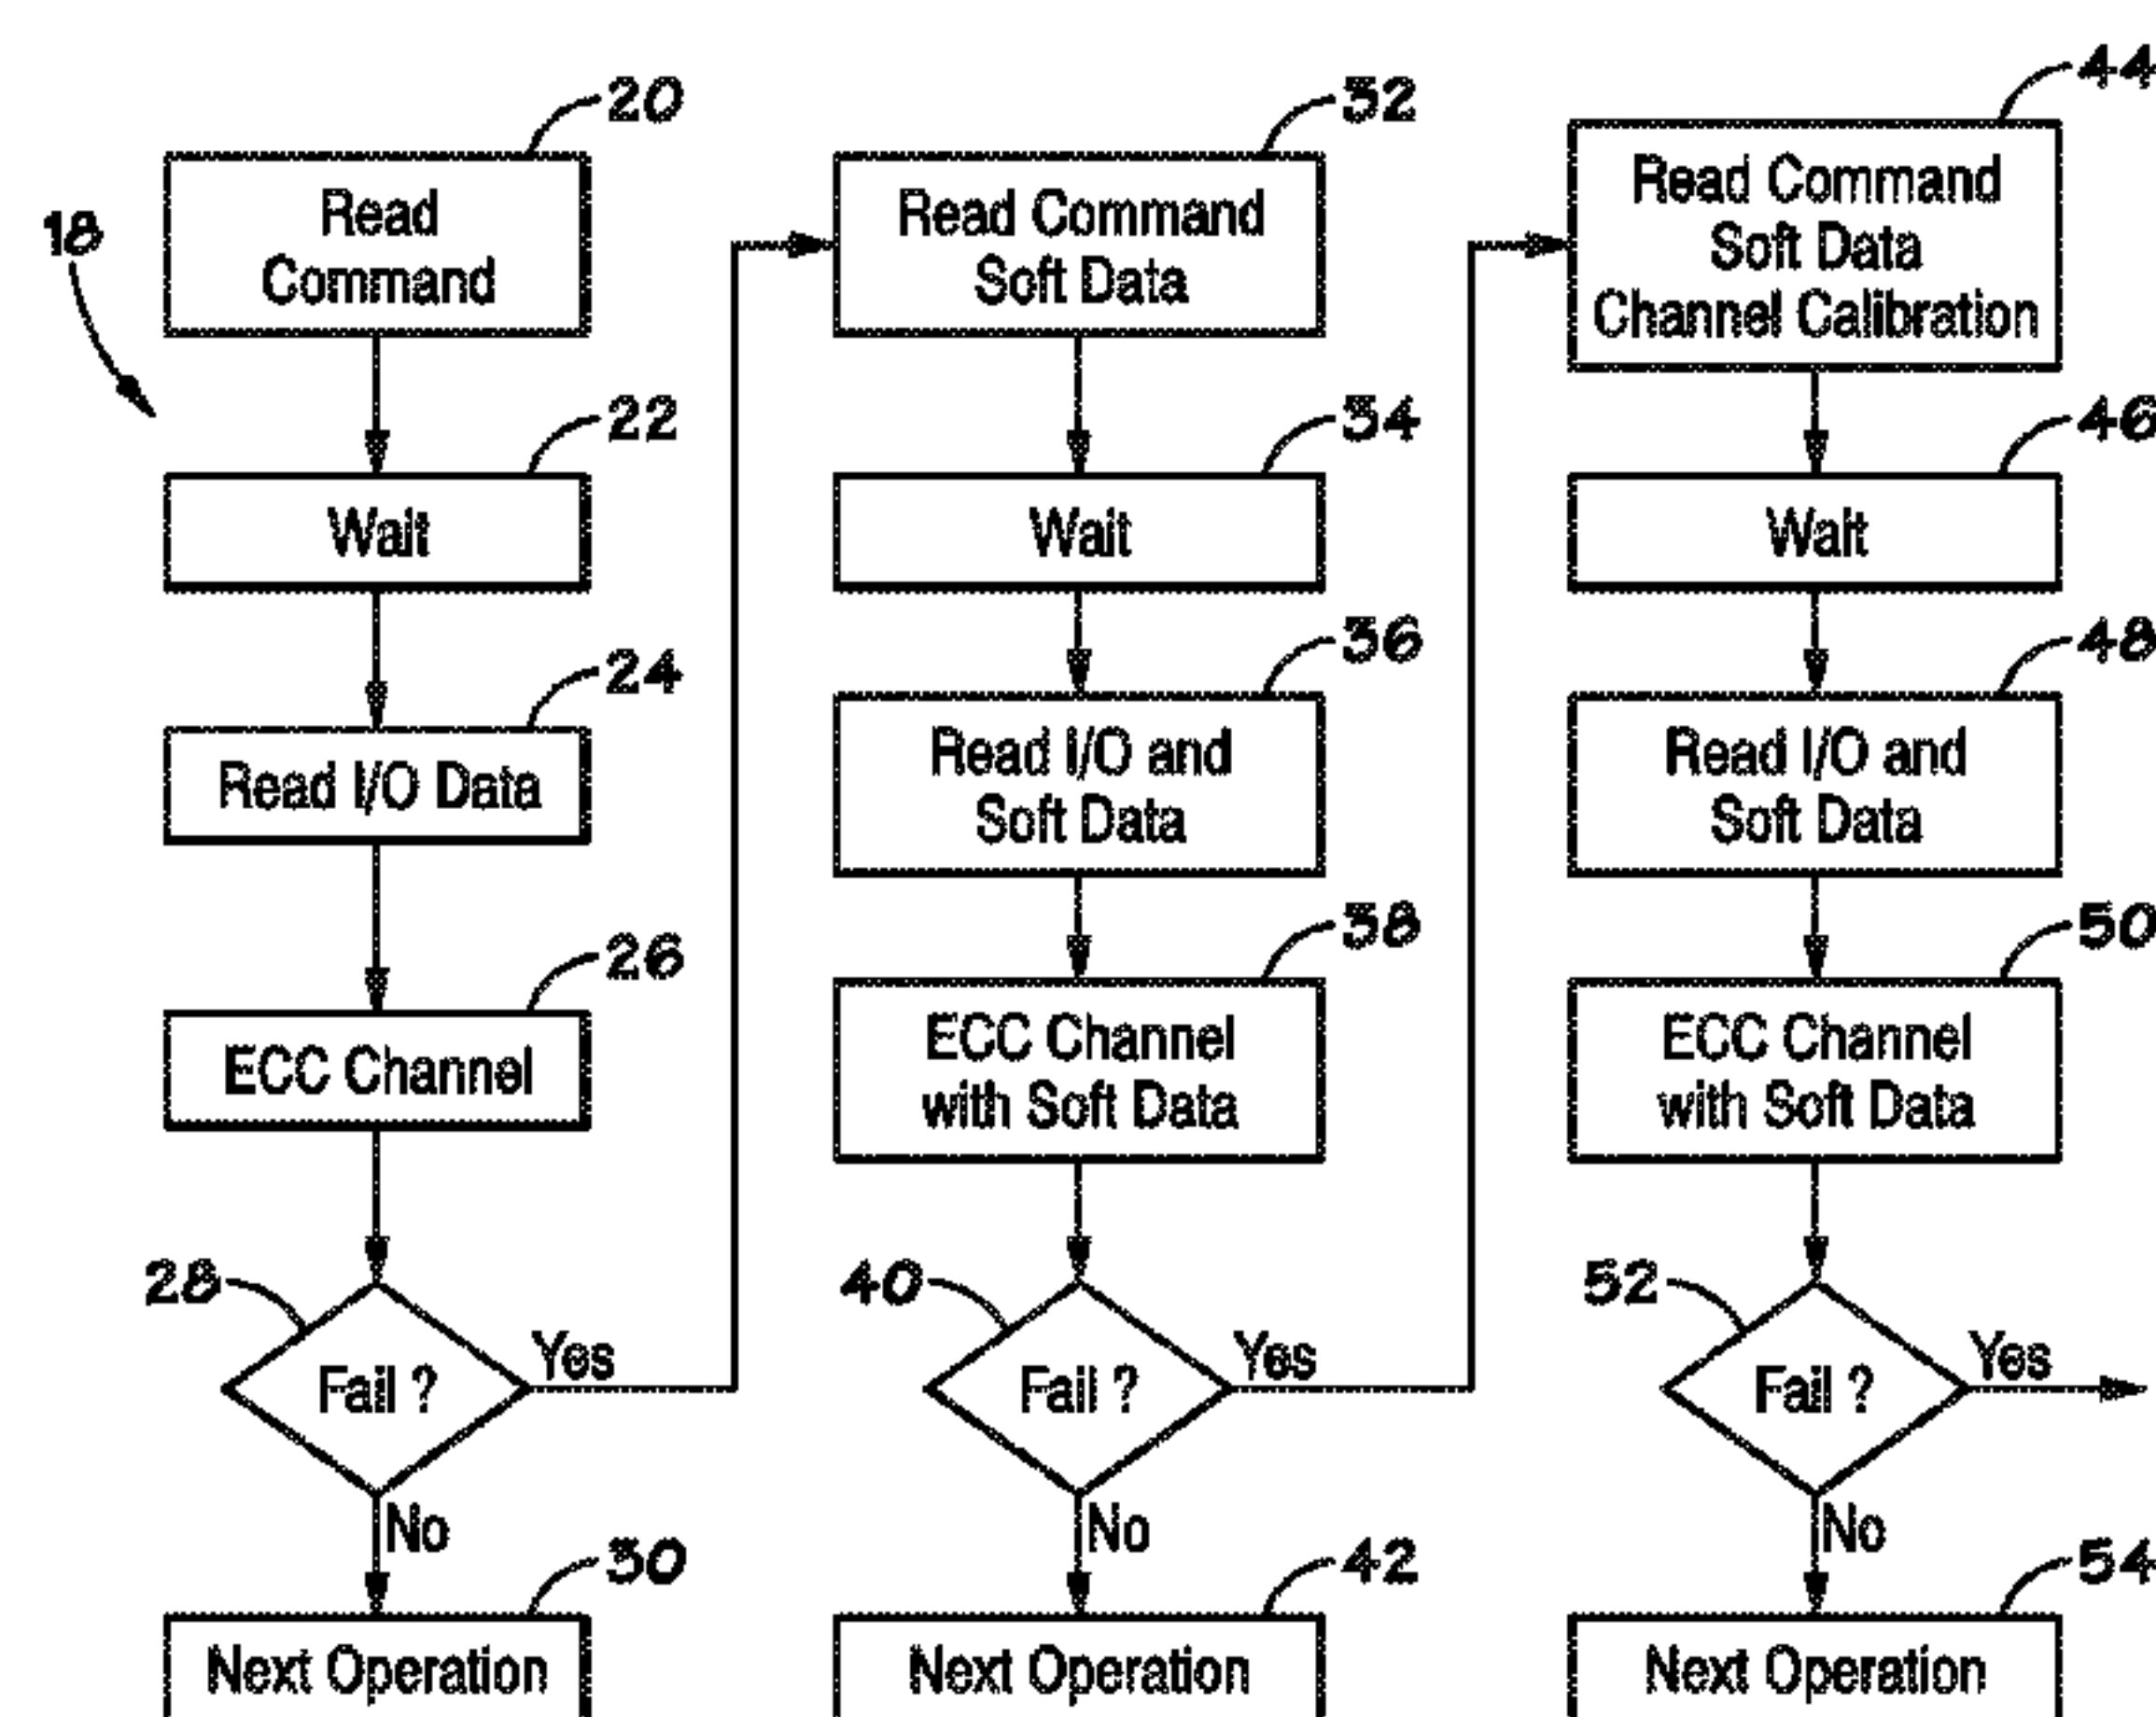 18
20
Read
Command
22
Wait
24
Read I/O Data
26
ECC Channel
28
Fail ?
Yes
No
30
Next Operation
32
Read Command
Soft Data
34
Wait
36
Read I/O and
Soft Data
38
ECC Channel
with Soft Data
40
Fail ?
Yes
No
42
Next Operation
44
Read Command
Soft Data
Channel Calibration
46
Wait
48
Read I/O and
Soft Data
50
ECC Channel
with Soft Data
52
Fail ?
Yes
No
54
Next Operation